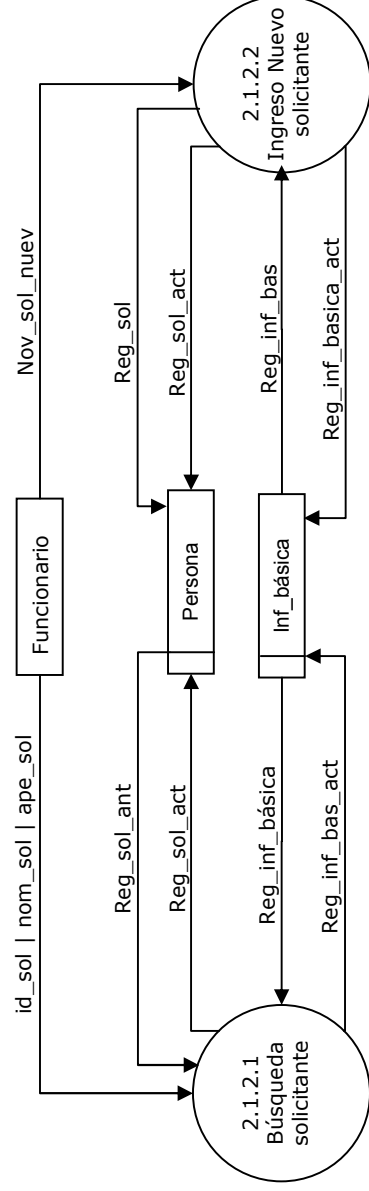 id_sol | nom_sol | ape_sol
Funcionario
Nov_sol_nuev
Reg_sol_ant
Reg_sol
Reg_sol_act
Persona
Reg_sol_act
2.1.2.1
Búsqueda
solicitante
2.1.2.2
Ingreso Nuevo
solicitante
Reg_inf_básica
Inf_básica
Reg_inf_bas
Reg_inf_bas_act
Reg_inf_basica_act